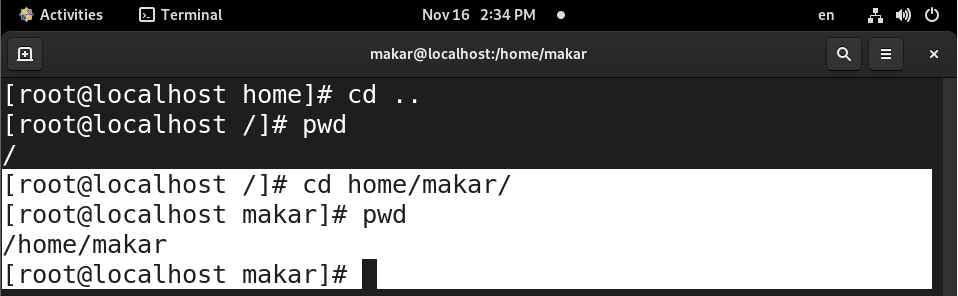 Activities Terminal Nov 16 2:34 PM en
makar@localhost:/home/makar
[root@localhost home]# cd ..
[root@localhost /]# pwd
/
[root@localhost /]# cd home/makar/
[root@localhost makar]# pwd
/home/makar
[root@localhost makar]#